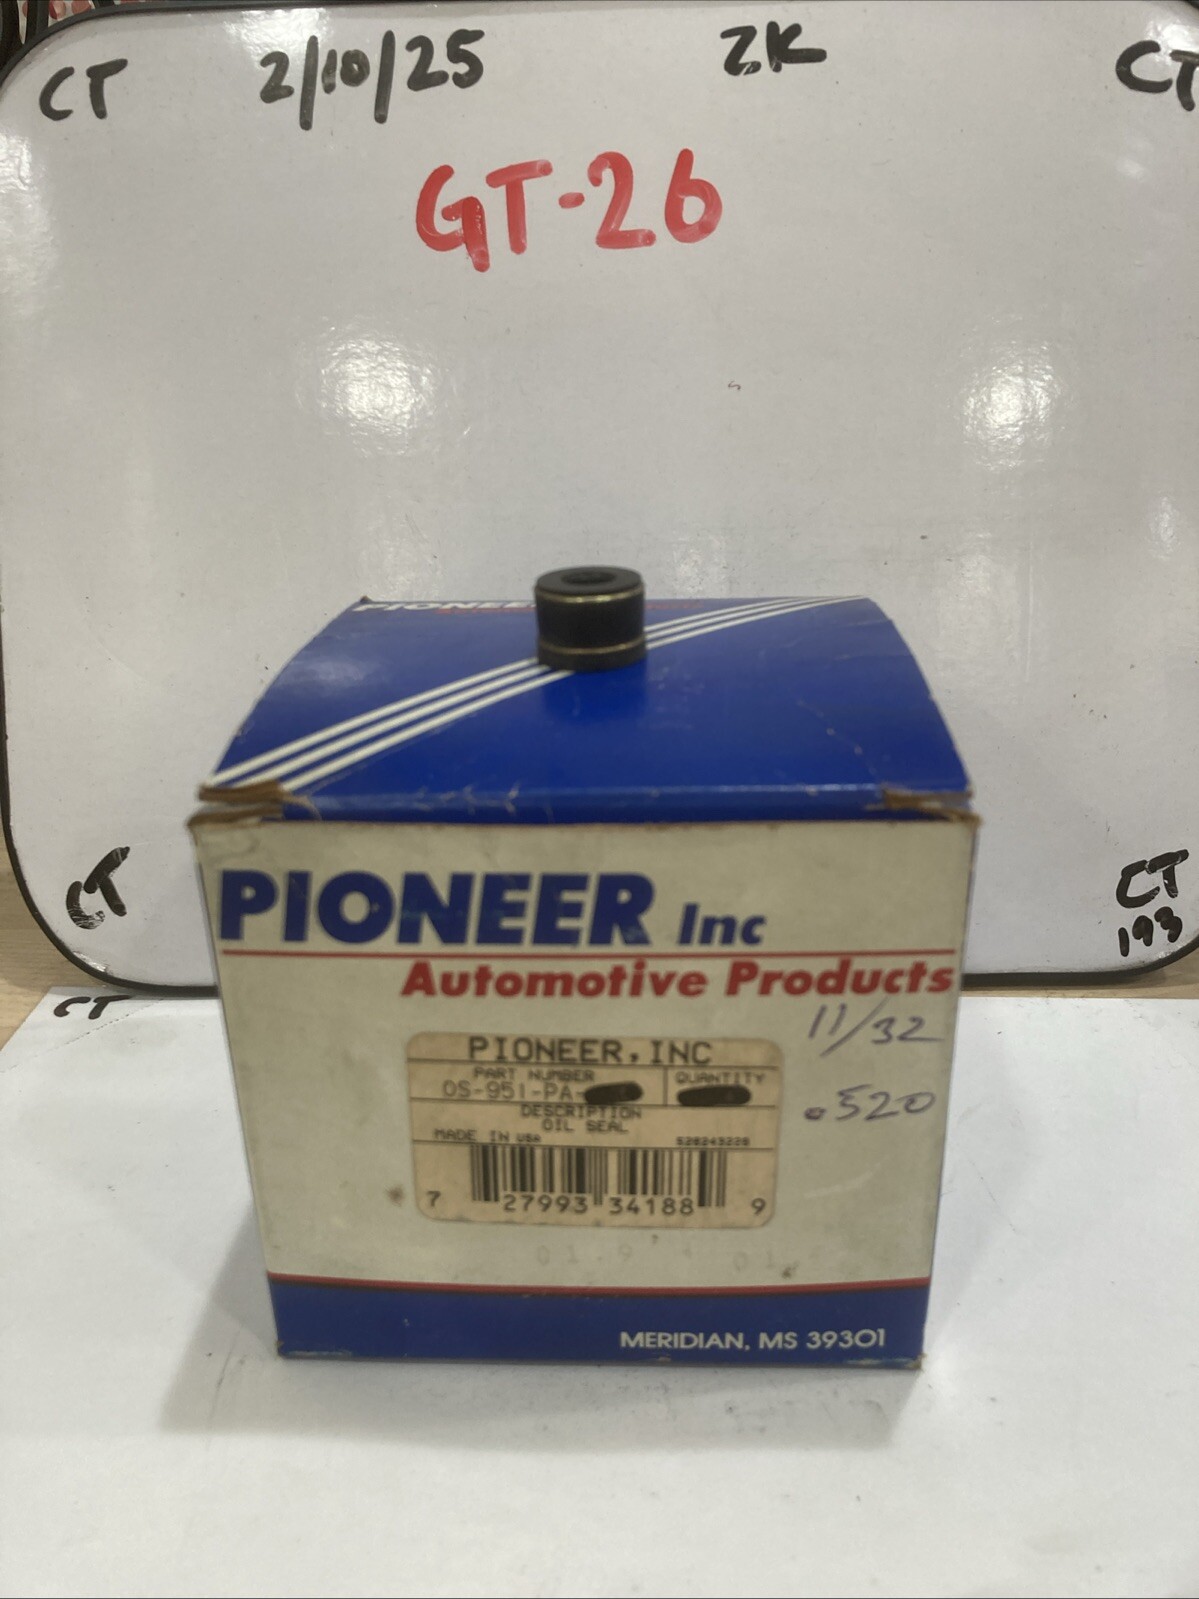 CT 2/10/25 ZK CT
GT-26
PIONEER
CT
CT
193
CT
PIONEER Inc
Automotive Products
11/32
.520
PIONEER, INC
PART NUMBER QUANTITY
OS-951-PA-
DESCRIPTION
OIL SEAL
MADE IN USA 528243228
7 27993 34188 9
MERIDIAN, MS 39301